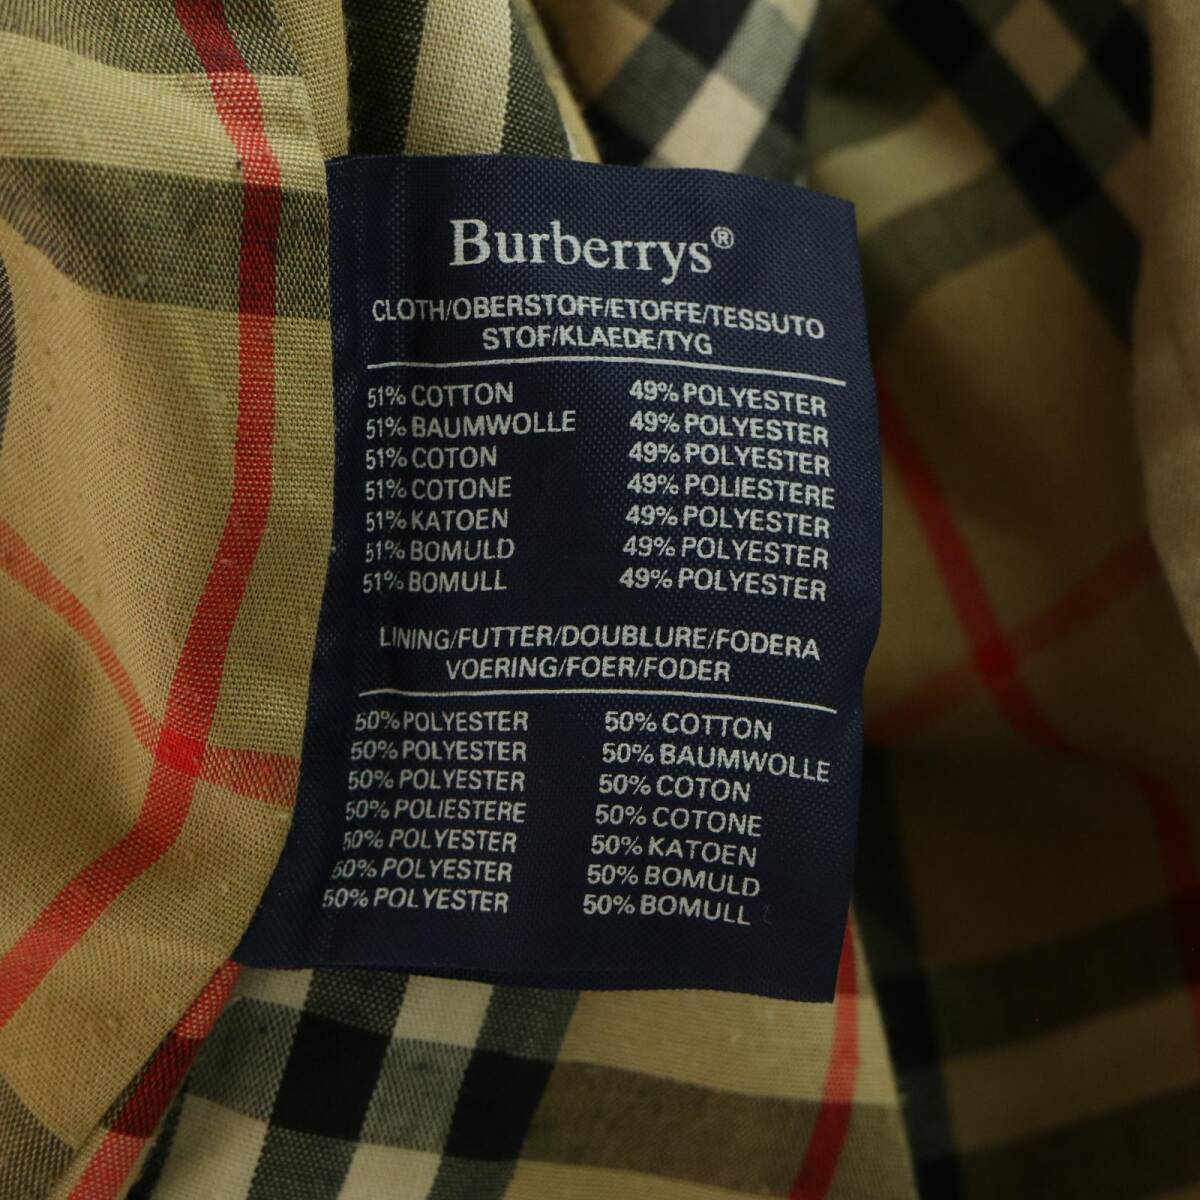 Burberrys®
CLOTH/OBERSTOFF/ETOFFE/TESSUTO
STOF/KLAEDE/TYG
51% COTTON 49% POLYESTER
51% BAUMWOLLE 49% POLYESTER
51% COTON 49% POLYESTER
51% COTONE 49% POLIESTERE
51% KATOEN 49% POLYESTER
51% BOMULD 49% POLYESTER
51% BOMULL 49% POLYESTER
LINING/FUTTER/DOUBLURE/FODERA
VOERING/FOER/FODER
50% POLYESTER 50% COTTON
50% POLYESTER 50% BAUMWOLLE
50% POLYESTER 50% COTON
50% POLIESTERE 50% COTONE
50% POLYESTER 50% KATOEN
50% POLYESTER 50% BOMULD
50% POLYESTER 50% BOMULL